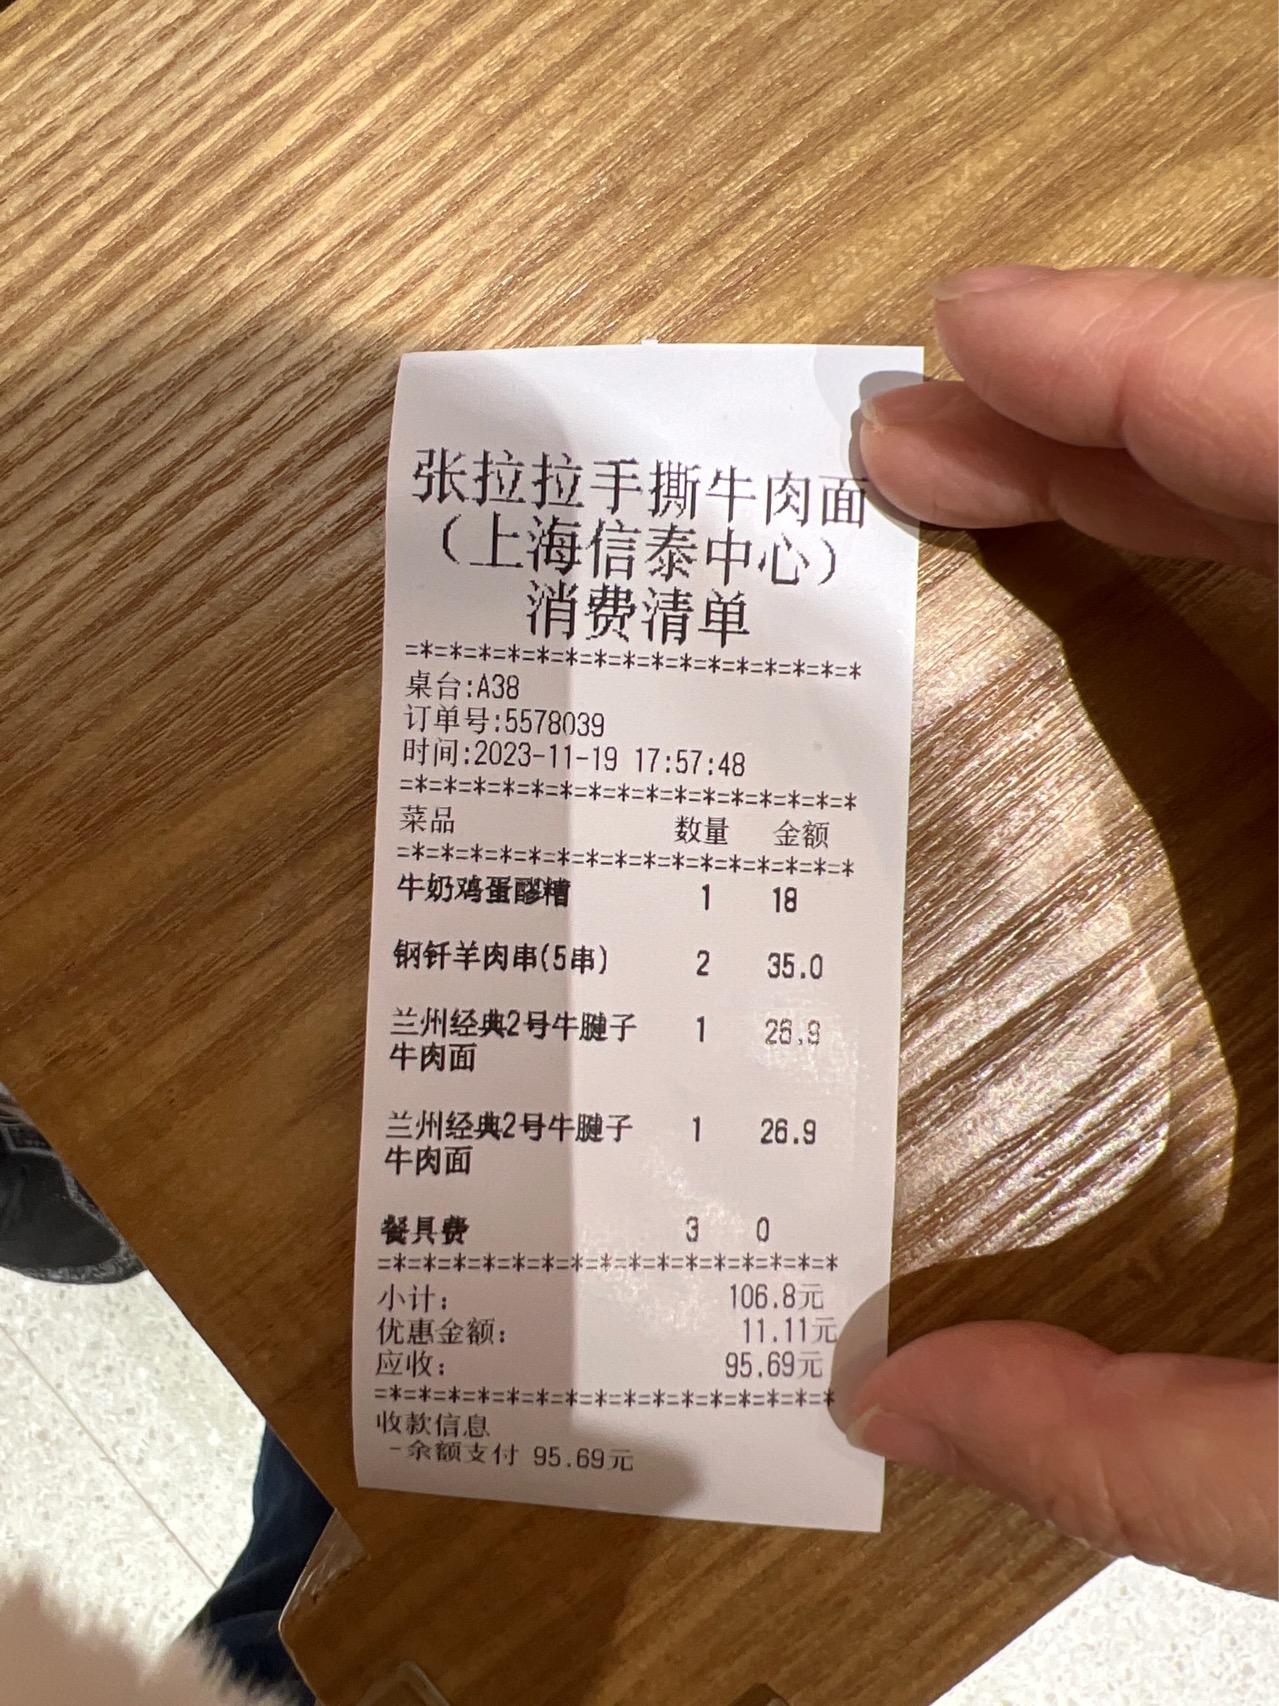 张拉拉手撕牛肉面
（上海信泰中心）
消费清单
=*=*=*=*=*=*=*=*=*=*=*=*=*=*=*=*
桌台:A38
订单号:5578039
时间:2023-11-19 17:57:48
=*=*=*=*=*=*=*=*=*=*=*=*=*=*=*=*
菜品 数量 金额
=*=*=*=*=*=*=*=*=*=*=*=*=*=*=*=*
牛奶鸡蛋醪糟 1 18
钢钎羊肉串(5串) 2 35.0
兰州经典2号牛腱子 1 26.9
牛肉面
兰州经典2号牛腱子 1 26.9
牛肉面
餐具费 3 0
=*=*=*=*=*=*=*=*=*=*=*=*=*=*=*=*
小计: 106.8元
优惠金额: 11.11元
应收: 95.69元
=*=*=*=*=*=*=*=*=*=*=*=*=*=*=*=*
收款信息
-余额支付 95.69元